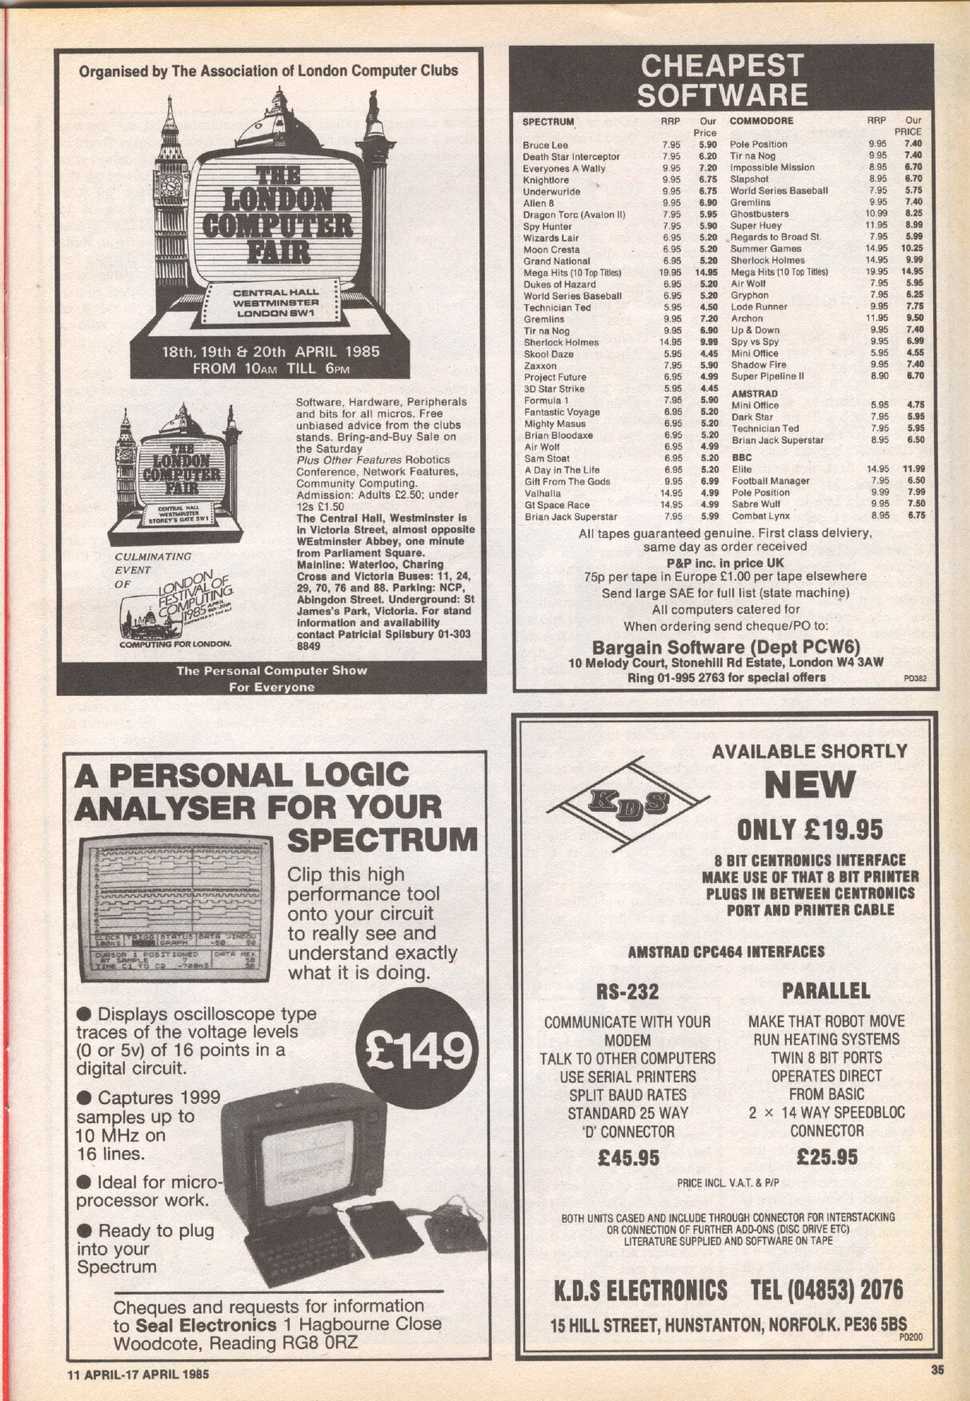 Organised by The Association of London Computer Clubs
THE
LONDON
COMPUTER
FAIR
CENTRAL HALL
WESTMINSTER
LONDON SW1
18th, 19th & 20th APRIL 1985
FROM 10AM TILL 6PM
THE
LONDON
COMPUTER
FAIR
CENTRAL HALL
WESTMINSTER
STOREY'S GATE SW1
CULMINATING
EVENT
OF
LONDON
FESTIVAL OF
COMPUTING
1985
COMPUTING FOR LONDON.
Software, Hardware, Peripherals
and bits for all micros. Free
unbiased advice from the clubs
stands. Bring-and-Buy Sale on
the Saturday
Plus Other Features Robotics
Conference, Network Features,
Community Computing.
Admission: Adults £2.50; under
12s £1.50
The Central Hall, Westminster is
in Victoria Street, almost opposite
WEstminster Abbey, one minute
from Parliament Square.
Mainline: Waterloo, Charing
Cross and Victoria Buses: 11, 24,
29, 70, 76 and 88. Parking: NCP,
Abingdon Street. Underground: St
James's Park, Victoria. For stand
information and availability
contact Patricial Spilsbury 01-303
8849
The Personal Computer Show
For Everyone
CHEAPEST
SOFTWARE
SPECTRUM RRP Our
Price
Bruce Lee 7.95 5.90
Death Star Interceptor 7.95 6.20
Everyones A Wally 9.95 7.20
Knightlore 9.95 6.75
Underwurlde 9.95 6.75
Alien 8 9.95 6.90
Dragon Torc (Avalon II) 7.95 5.95
Spy Hunter 7.95 5.90
Wizards Lair 6.95 5.20
Moon Cresta 6.95 5.20
Grand National 6.95 5.20
Mega Hits (10 Top Titles) 19.95 14.95
Dukes of Hazard 6.95 5.20
World Series Baseball 6.95 5.20
Technician Ted 5.95 4.50
Gremlins 9.95 7.20
Tir na Nog 9.95 6.90
Sherlock Holmes 14.95 9.99
Skool Daze 5.95 4.45
Zaxxon 7.95 5.90
Project Future 6.95 4.99
3D Star Strike 5.95 4.45
Formula 1 7.95 5.90
Fantastic Voyage 6.95 5.20
Mighty Masus 6.95 5.20
Brian Bloodaxe 6.95 5.20
Air Wolf 6.95 4.99
Sam Stoat 6.95 5.20
A Day in The Life 6.95 5.20
Gift From The Gods 9.95 6.99
Valhalla 14.95 4.99
Gt Space Race 14.95 4.99
Brian Jack Superstar 7.95 5.99
COMMODORE RRP Our
PRICE
Pole Position 9.95 7.40
Tir na Nog 9.95 7.40
Impossible Mission 8.95 6.70
Slapshot 8.95 6.70
World Series Baseball 7.95 5.75
Gremlins 9.95 7.40
Ghostbusters 10.99 8.25
Super Huey 11.95 8.99
Regards to Broad St. 7.95 5.99
Summer Games 14.95 10.25
Sherlock Holmes 14.95 9.99
Mega Hits (10 Top Titles) 19.95 14.95
Air Wolf 7.95 5.95
Gryphon 7.95 6.25
Lode Runner 9.95 7.75
Archon 11.95 9.50
Up & Down 9.95 7.40
Spy vs Spy 9.95 6.99
Mini Office 5.95 4.55
Shadow Fire 9.95 7.40
Super Pipeline II 8.90 6.70
AMSTRAD
Mini Office 5.95 4.75
Dark Star 7.95 5.95
Technician Ted 7.95 5.95
Brian Jack Superstar 8.95 6.50
BBC
Elite 14.95 11.99
Football Manager 7.95 6.50
Pole Position 9.99 7.99
Sabre Wulf 9.95 7.50
Combat Lynx 8.95 6.75
All tapes guaranteed genuine. First class delviery,
same day as order received
P&P inc. in price UK
75p per tape in Europe £1.00 per tape elsewhere
Send large SAE for full list (state machine)
All computers catered for
When ordering send cheque/PO to:
Bargain Software (Dept PCW6)
10 Melody Court, Stonehill Rd Estate, London W4 3AW
Ring 01-995 2763 for special offers
PO382
A PERSONAL LOGIC
ANALYSER FOR YOUR
SPECTRUM
CLOCK TRIGS STATUS DATA WINDOW
100nS GRAPH -50 50
CURSOR 1 POSITIONED DATA HEX
AT SAMPLE 7 50
TIME C1 TO C2 -700nS 50
Clip this high
performance tool
onto your circuit
to really see and
understand exactly
what it is doing.
● Displays oscilloscope type
traces of the voltage levels
(0 or 5v) of 16 points in a
digital circuit.
£149
● Captures 1999
samples up to
10 MHz on
16 lines.
● Ideal for micro-
processor work.
● Ready to plug
into your
Spectrum
Cheques and requests for information
to Seal Electronics 1 Hagbourne Close
Woodcote, Reading RG8 0RZ
KDS
AVAILABLE SHORTLY
NEW
ONLY £19.95
8 BIT CENTRONICS INTERFACE
MAKE USE OF THAT 8 BIT PRINTER
PLUGS IN BETWEEN CENTRONICS
PORT AND PRINTER CABLE
AMSTRAD CPC464 INTERFACES
RS-232
COMMUNICATE WITH YOUR
MODEM
TALK TO OTHER COMPUTERS
USE SERIAL PRINTERS
SPLIT BAUD RATES
STANDARD 25 WAY
'D' CONNECTOR
£45.95
PARALLEL
MAKE THAT ROBOT MOVE
RUN HEATING SYSTEMS
TWIN 8 BIT PORTS
OPERATES DIRECT
FROM BASIC
2 × 14 WAY SPEEDBLOC
CONNECTOR
£25.95
PRICE INCL. V.A.T. & P/P
BOTH UNITS CASED AND INCLUDE THROUGH CONNECTOR FOR INTERSTACKING
OR CONNECTION OF FURTHER ADD-ONS (DISC DRIVE ETC)
LITERATURE SUPPLIED AND SOFTWARE ON TAPE
K.D.S ELECTRONICS TEL (04853) 2076
15 HILL STREET, HUNSTANTON, NORFOLK. PE36 5BS
PO200
11 APRIL-17 APRIL 1985
35